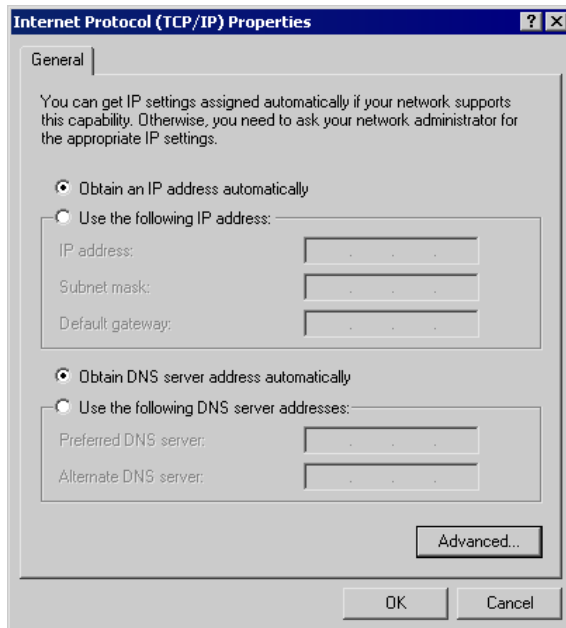 Internet Protocol (TCP/IP) Properties
General
You can get IP settings assigned automatically if your network supports
this capability. Otherwise, you need to ask your network administrator for
the appropriate IP settings.
Obtain an IP address automatically
Use the following IP address:
IP address:
Subnet mask:
Default gateway:
Obtain DNS server address automatically
Use the following DNS server addresses:
Preferred DNS server:
Alternate DNS server:
Advanced...
OK Cancel